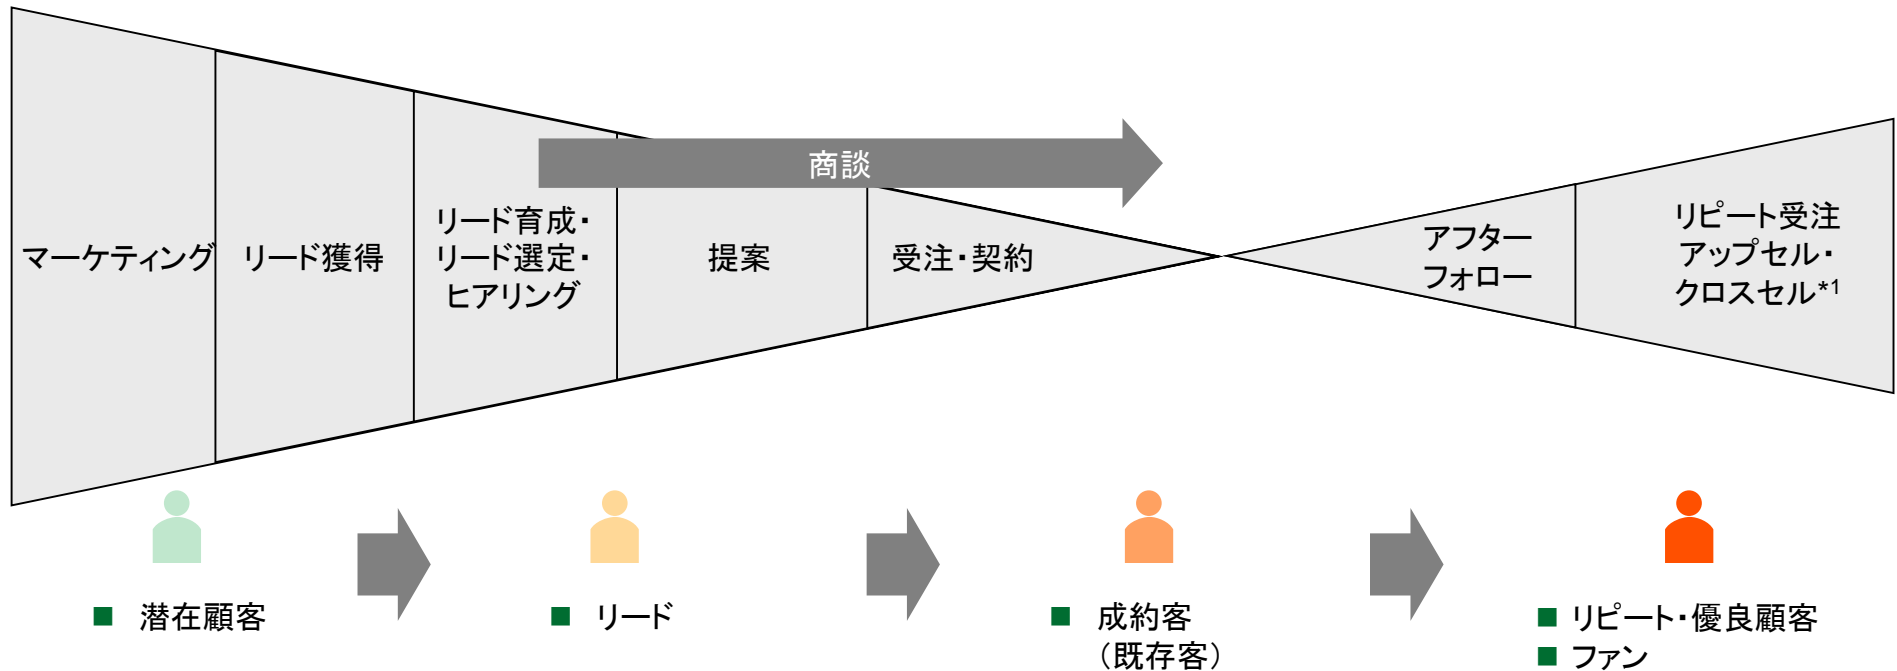 商談
マーケティング
リード獲得
リード育成・
リード選定・
ヒアリング
提案
受注・契約
アフター
フォロー
リピート受注
アップセル・
クロスセル*1
潜在顧客
リード
成約客
（既存客）
リピート・優良顧客
ファン